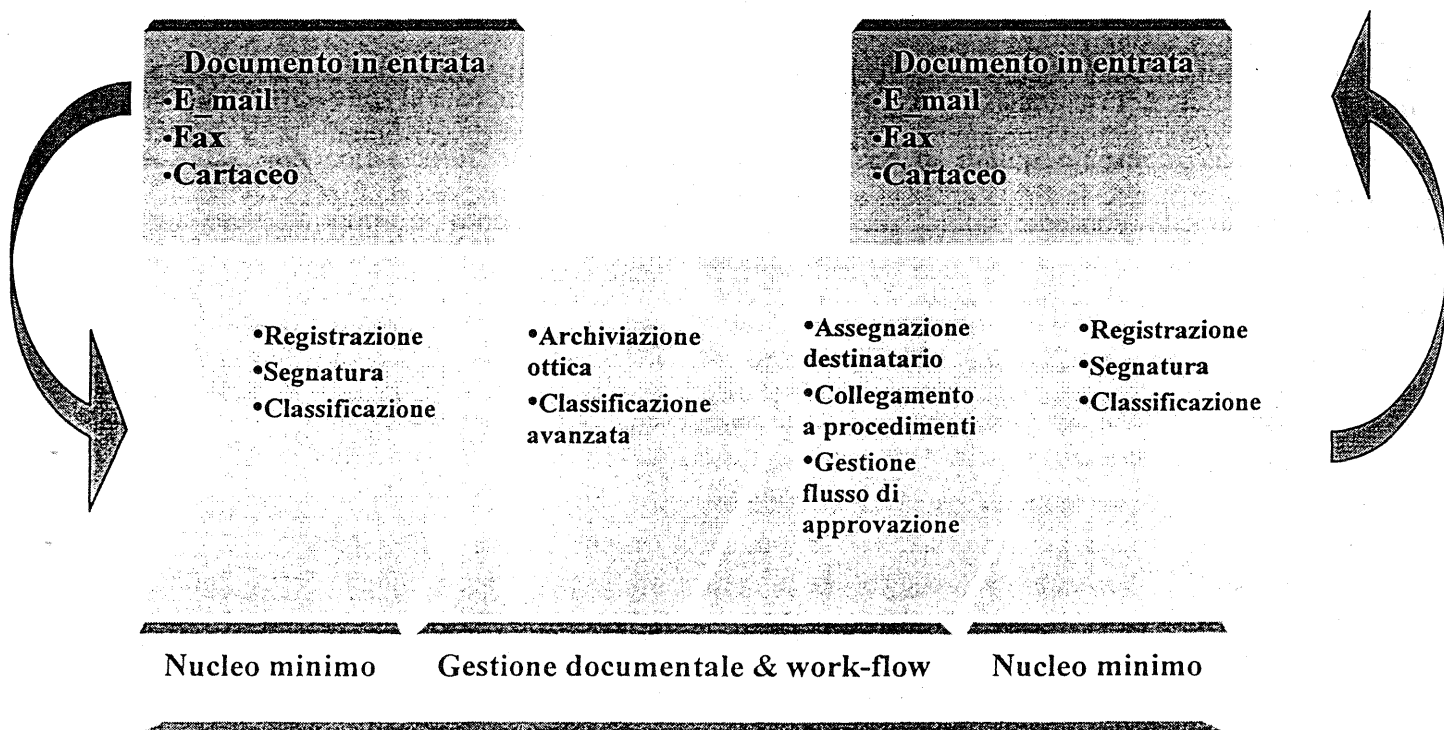 Documento in entrata
•E_mail
•Fax
•Cartaceo
Documento in entrata
•E_mail
•Fax
•Cartaceo
•Registrazione
•Segnatura
•Classificazione
•Archiviazione
ottica
•Classificazione
avanzata
•Assegnazione
destinatario
•Collegamento
a procedimenti
•Gestione
flusso di
approvazione
•Registrazione
•Segnatura
•Classificazione
Nucleo minimo
Gestione documentale & work-flow
Nucleo minimo